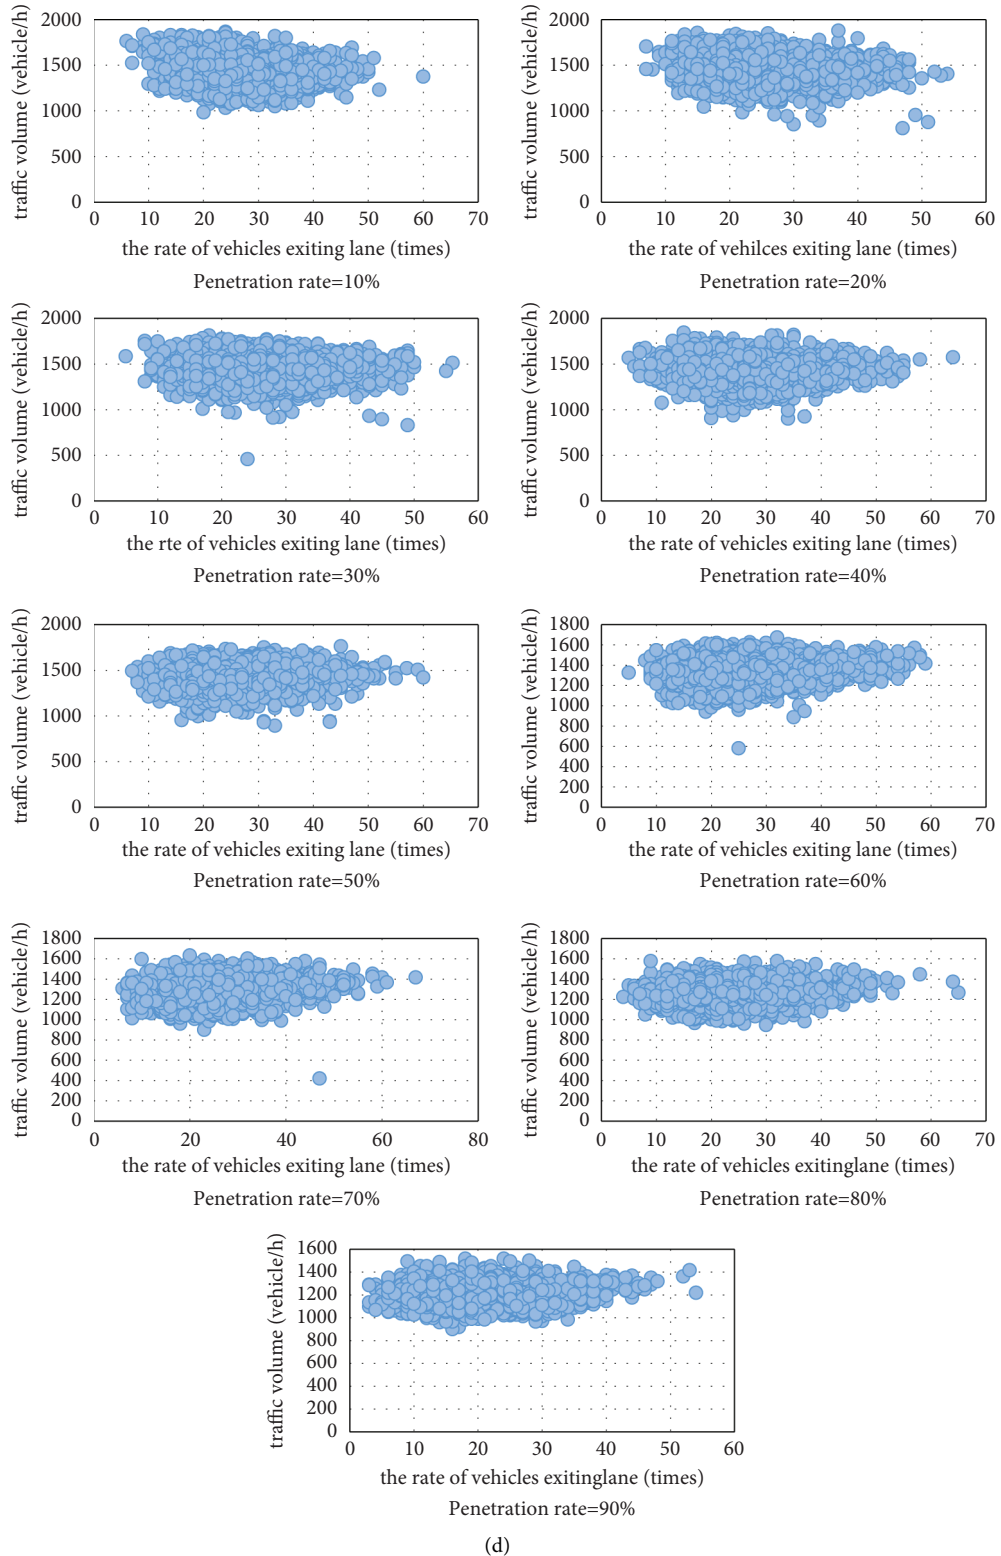 traffic volume (vehicle/h)
2000
1500
1000
500
0
0 10 20 30 40 50 60 70
the rate of vehicles exiting lane (times)
Penetration rate=10%
traffic volume (vehicle/h)
2000
1500
1000
500
0
0 10 20 30 40 50 60
the rate of vehilces exiting lane (times)
Penetration rate=20%
traffic volume (vehicle/h)
2000
1500
1000
500
0
0 10 20 30 40 50 60
the rte of vehicles exiting lane (times)
Penetration rate=30%
traffic volume (vehicle/h)
2000
1500
1000
500
0
0 10 20 30 40 50 60 70
the rate of vehicles exiting lane (times)
Penetration rate=40%
traffic volume (vehicle/h)
2000
1500
1000
500
0
0 10 20 30 40 50 60 70
the rate of vehicles exiting lane (times)
Penetration rate=50%
traffic volume (vehicle/h)
1800
1600
1400
1200
1000
800
600
400
200
0
0 10 20 30 40 50 60 70
the rate of vehicles exiting lane (times)
Penetration rate=60%
traffic volume (vehicle/h)
1800
1600
1400
1200
1000
800
600
400
200
0
0 20 40 60 80
the rate of vehicles exiting lane (times)
Penetration rate=70%
traffic volume (vehicle/h)
1800
1600
1400
1200
1000
800
600
400
200
0
0 10 20 30 40 50 60 70
the rate of vehicles exitinglane (times)
Penetration rate=80%
traffic volume (vehicle/h)
1600
1400
1200
1000
800
600
400
200
0
0 10 20 30 40 50 60
the rate of vehicles exitinglane (times)
Penetration rate=90%
(d)